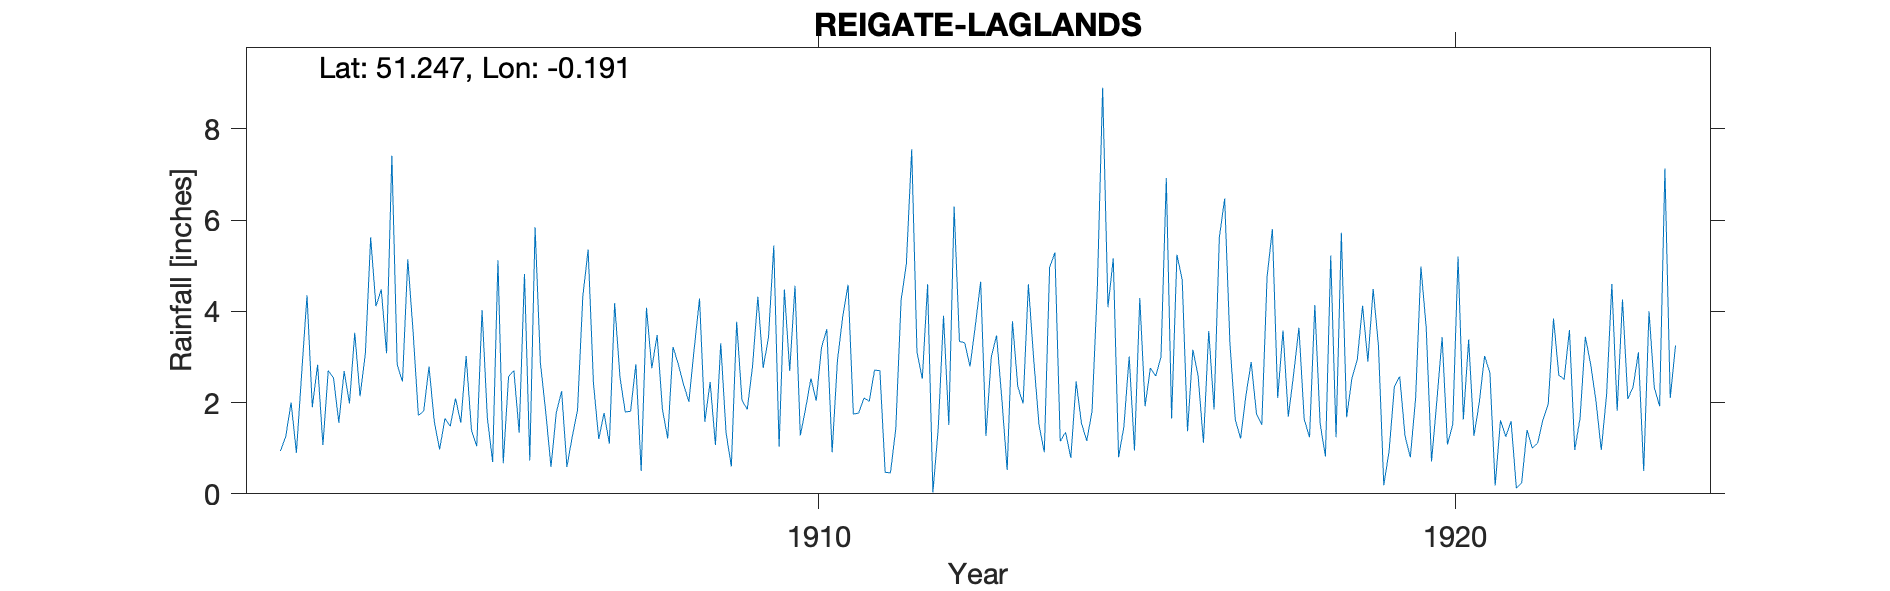 REIGATE-LAGLANDS
Lat: 51.247, Lon: -0.191
8
6
4
2
0
Rainfall [inches]
1910
1920
Year